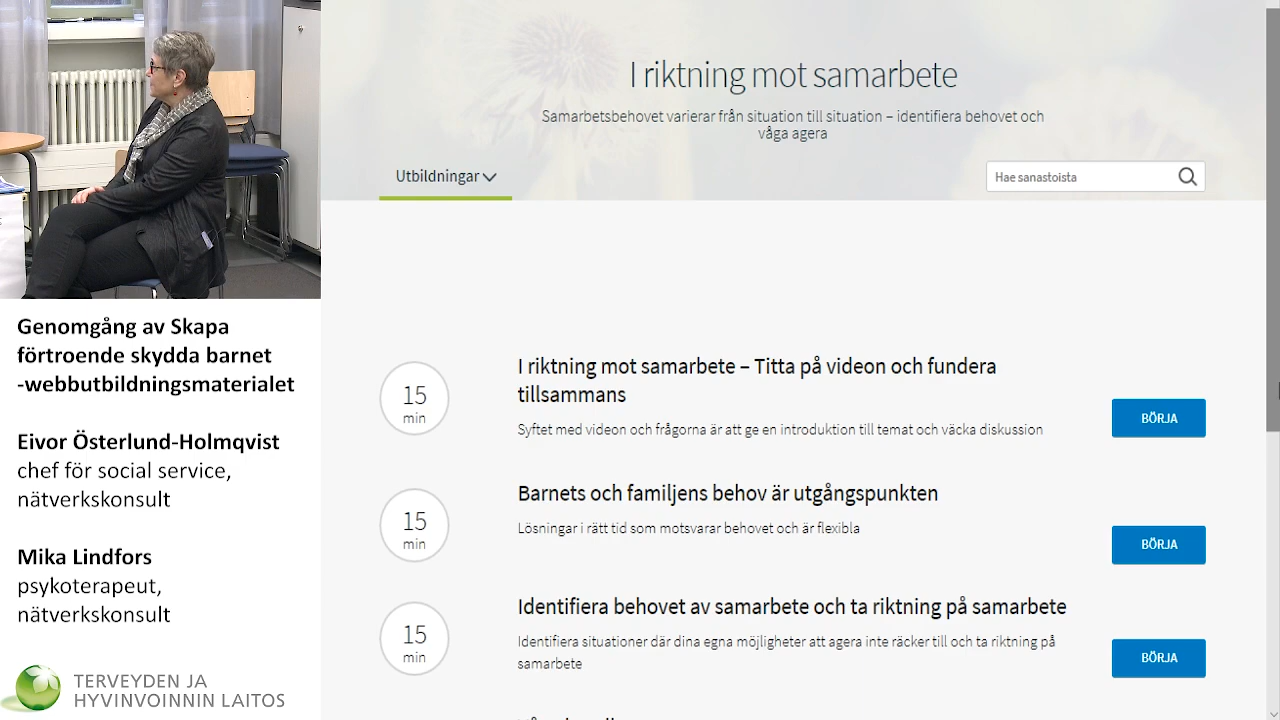 Genomgång av Skapa
förtroende skydda barnet
-webbutbildningsmaterialet
Eivor Österlund-Holmqvist
chef för social service,
nätverkskonsult
Mika Lindfors
psykoterapeut,
nätverkskonsult
TERVEYDEN JA
HYVINVOINNIN LAITOS
I riktning mot samarbete
Samarbetsbehovet varierar från situation till situation – identifiera behovet och
våga agera
Utbildningar
Hae sanastoista
15
min
I riktning mot samarbete – Titta på videon och fundera
tillsammans
Syftet med videon och frågorna är att ge en introduktion till temat och väcka diskussion
BÖRJA
15
min
Barnets och familjens behov är utgångspunkten
Lösningar i rätt tid som motsvarar behovet och är flexibla
BÖRJA
15
min
Identifiera behovet av samarbete och ta riktning på samarbete
Identifiera situationer där dina egna möjligheter att agera inte räcker till och ta riktning på
samarbete
BÖRJA